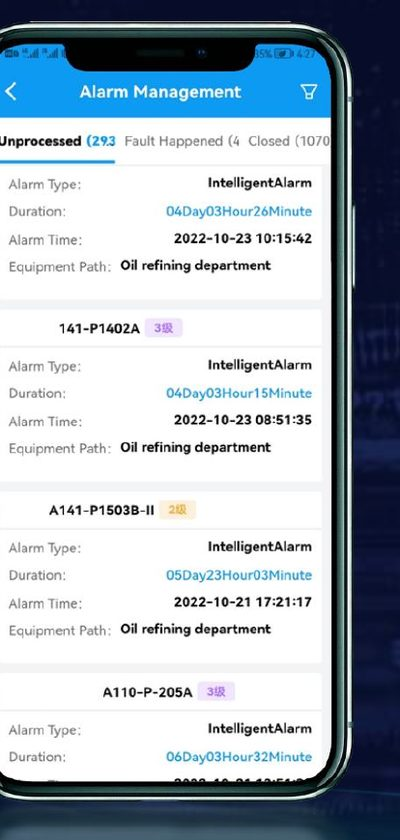 35% 4:27
Alarm Management
Unprocessed (293 Fault Happened (4 Closed (1070
Alarm Type: IntelligentAlarm
Duration: 04Day03Hour26Minute
Alarm Time: 2022-10-23 10:15:42
Equipment Path: Oil refining department
141-P1402A 3级
Alarm Type: IntelligentAlarm
Duration: 04Day03Hour15Minute
Alarm Time: 2022-10-23 08:51:35
Equipment Path: Oil refining department
A141-P1503B-II 2级
Alarm Type: IntelligentAlarm
Duration: 05Day23Hour03Minute
Alarm Time: 2022-10-21 17:21:17
Equipment Path: Oil refining department
A110-P-205A 3级
Alarm Type: IntelligentAlarm
Duration: 06Day03Hour32Minute